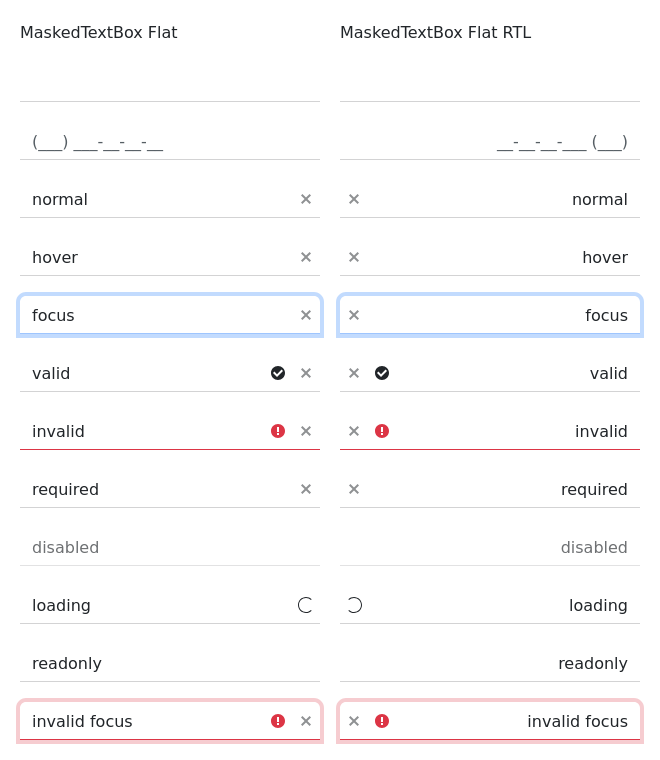 MaskedTextBox Flat
MaskedTextBox Flat RTL
(___) ___-__-__-__
__-__-__-___ (___)
normal
normal
hover
hover
focus
focus
valid
valid
invalid
invalid
required
required
disabled
disabled
loading
loading
readonly
readonly
invalid focus
invalid focus